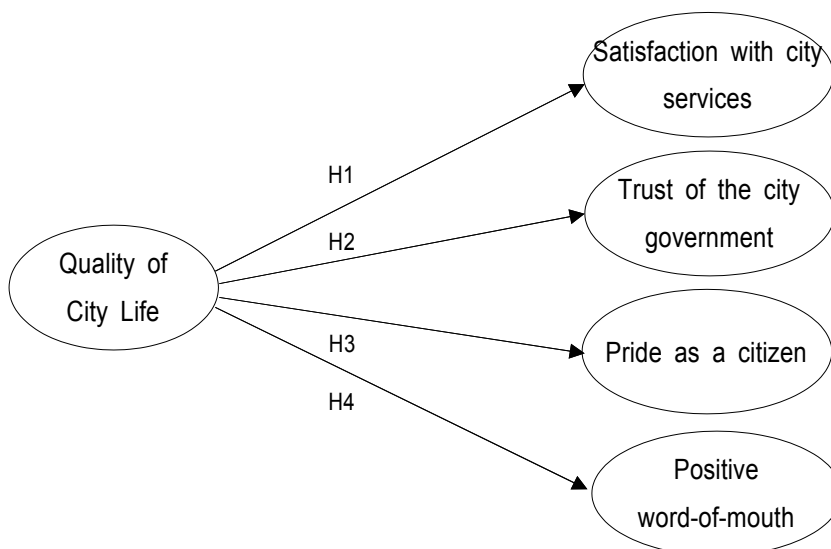 Satisfaction with city
services
H1
Trust of the city
government
H2
Quality of
City Life
H3
Pride as a citizen
H4
Positive
word-of-mouth